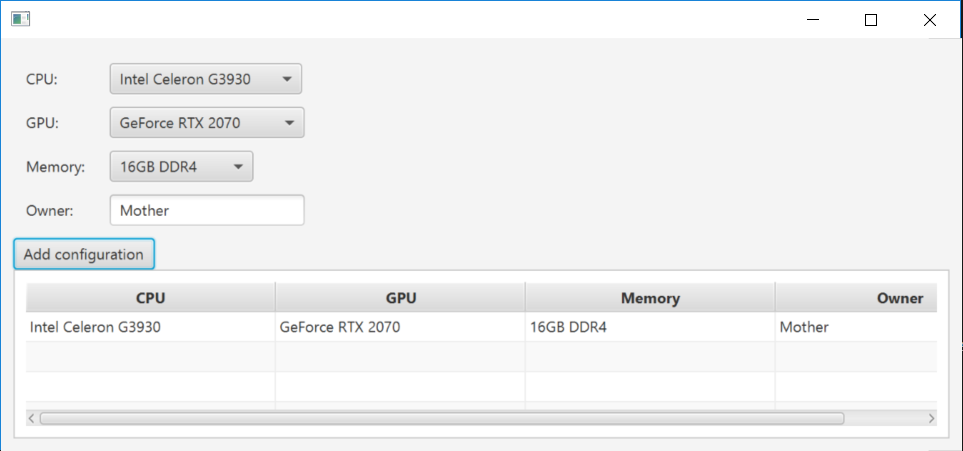 CPU: Intel Celeron G3930
GPU: GeForce RTX 2070
Memory: 16GB DDR4
Owner: Mother
Add configuration
CPU GPU Memory Owner
Intel Celeron G3930 GeForce RTX 2070 16GB DDR4 Mother